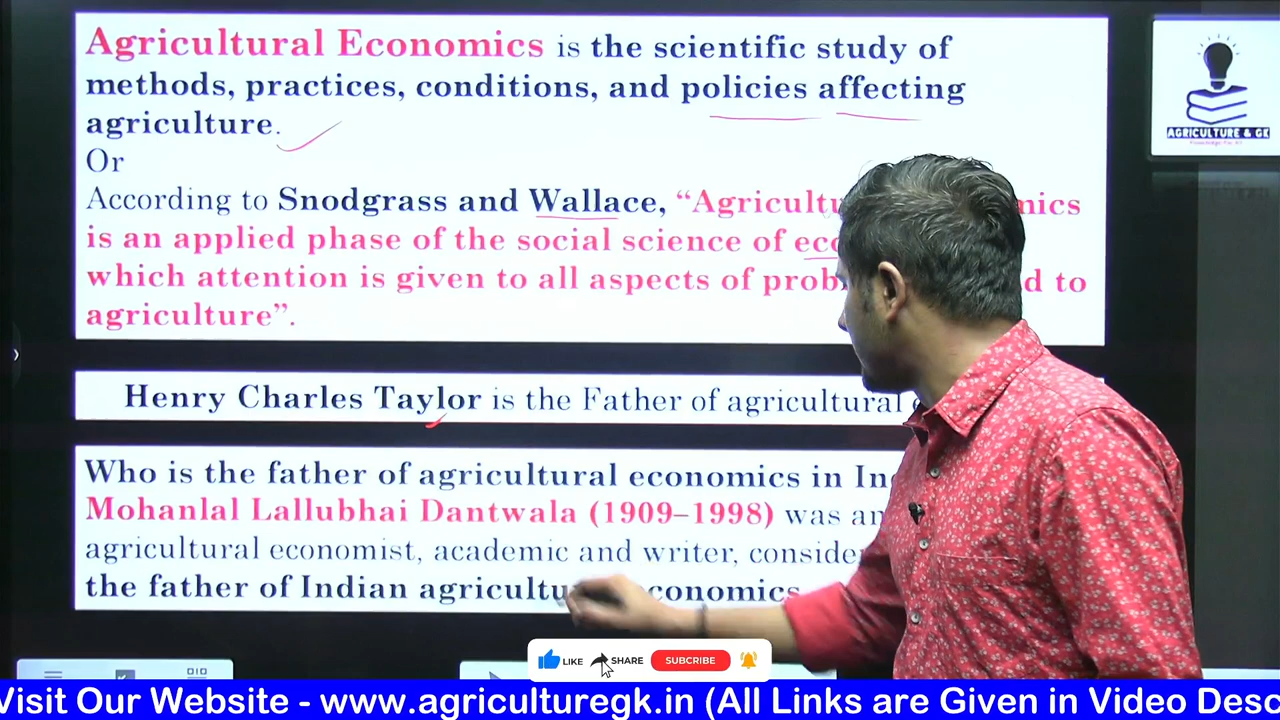 Agricultural Economics is the scientific study of
methods, practices, conditions, and policies affecting
agriculture.
Or
According to Snodgrass and Wallace, “Agricultu mics
is an applied phase of the social science of eco
which attention is given to all aspects of prob d to
agriculture”.
Henry Charles Taylor is the Father of agricultural
Who is the father of agricultural economics in In
Mohanlal Lallubhai Dantwala (1909–1998) was an
agricultural economist, academic and writer, conside
the father of Indian agricultu conomics
AGRICULTURE & GK
LIKE SHARE SUBSCRIBE
Visit Our Website - www.agriculturegk.in (All Links are Given in Video Desc